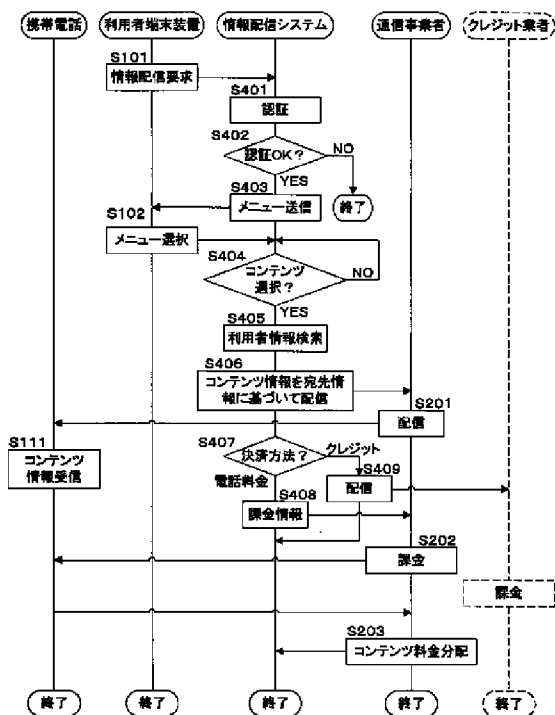 携帯電話
利用者端末装置
情報配信システム
通信事業者
クレジット業者
S101
情報配信要求
S401
認証
S402
認証OK？
NO
YES
終了
S403
メニュー送信
S102
メニュー選択
S404
コンテンツ
選択？
NO
YES
S405
利用者情報検索
S406
コンテンツ情報を宛先情
報に基づいて配信
S201
配信
S111
コンテンツ
情報受信
S407
決済方法？
クレジット
電話料金
S409
配信
S408
課金情報
S202
課金
課金
S203
コンテンツ料金分配
終了
終了
終了
終了
終了